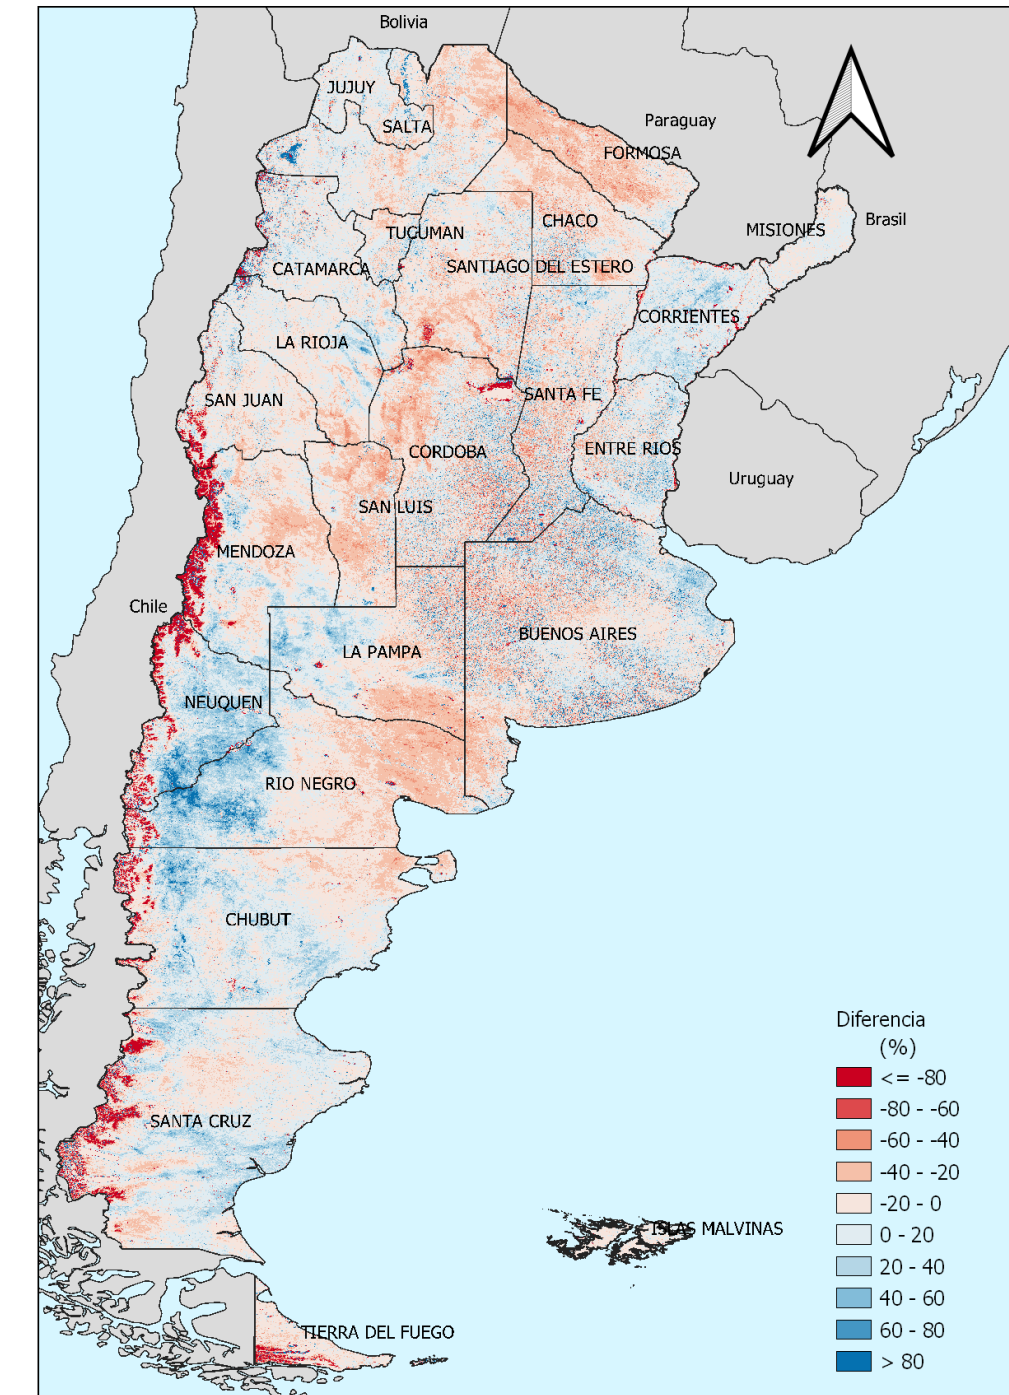 Bolivia
JUJUY
SALTA
Paraguay
FORMOSA
CHACO
Brasil
MISIONES
TUCUMAN
CATAMARCA
SANTIAGO DEL ESTERO
CORRIENTES
LA RIOJA
SAN JUAN
SANTA FE
CORDOBA
ENTRE RIOS
Uruguay
SAN LUIS
MENDOZA
Chile
BUENOS AIRES
LA PAMPA
NEUQUEN
RIO NEGRO
CHUBUT
SANTA CRUZ
ISLAS MALVINAS
TIERRA DEL FUEGO
Diferencia
(%)
<= -80
-80 - -60
-60 - -40
-40 - -20
-20 - 0
0 - 20
20 - 40
40 - 60
60 - 80
> 80